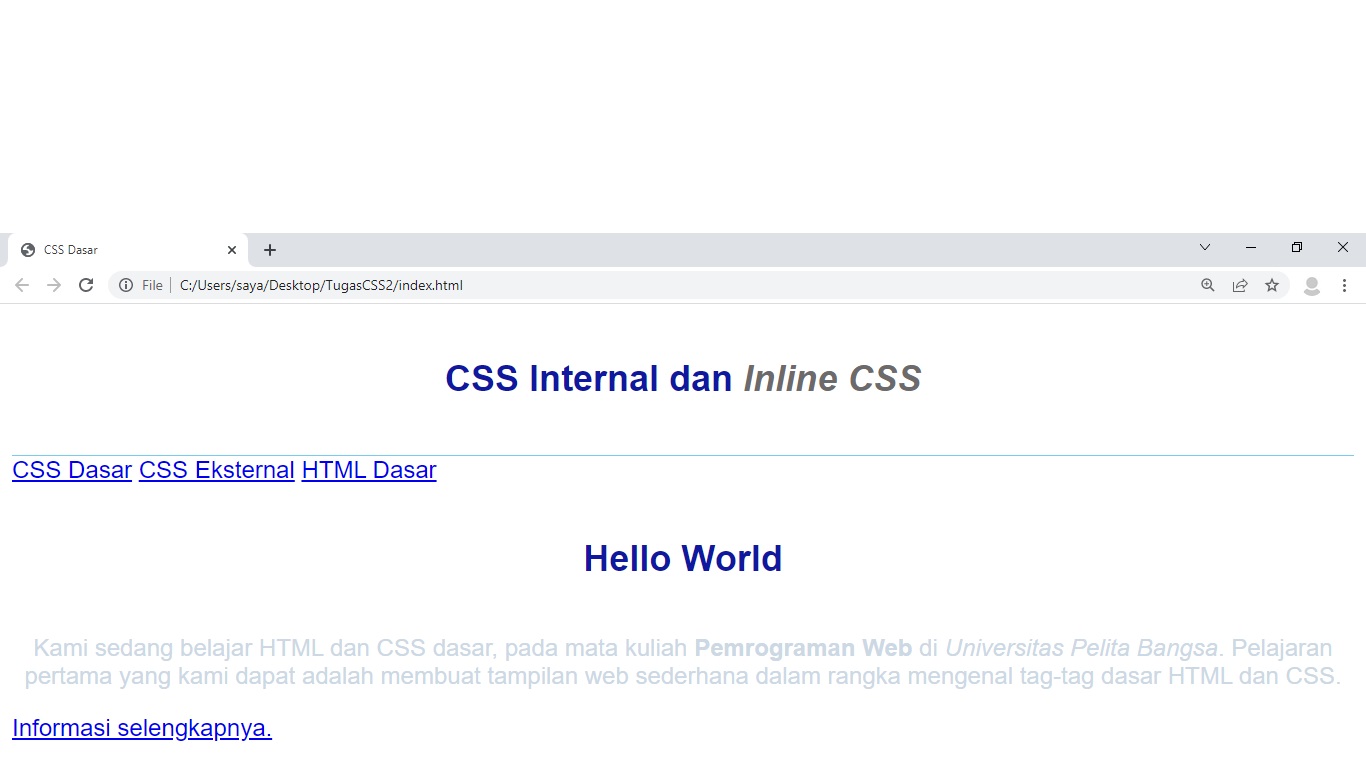 CSS Dasar
File C:/Users/saya/Desktop/TugasCSS2/index.html
CSS Internal dan Inline CSS
CSS Dasar CSS Eksternal HTML Dasar
Hello World
Kami sedang belajar HTML dan CSS dasar, pada mata kuliah Pemrograman Web di Universitas Pelita Bangsa. Pelajaran
pertama yang kami dapat adalah membuat tampilan web sederhana dalam rangka mengenal tag-tag dasar HTML dan CSS.
Informasi selengkapnya.